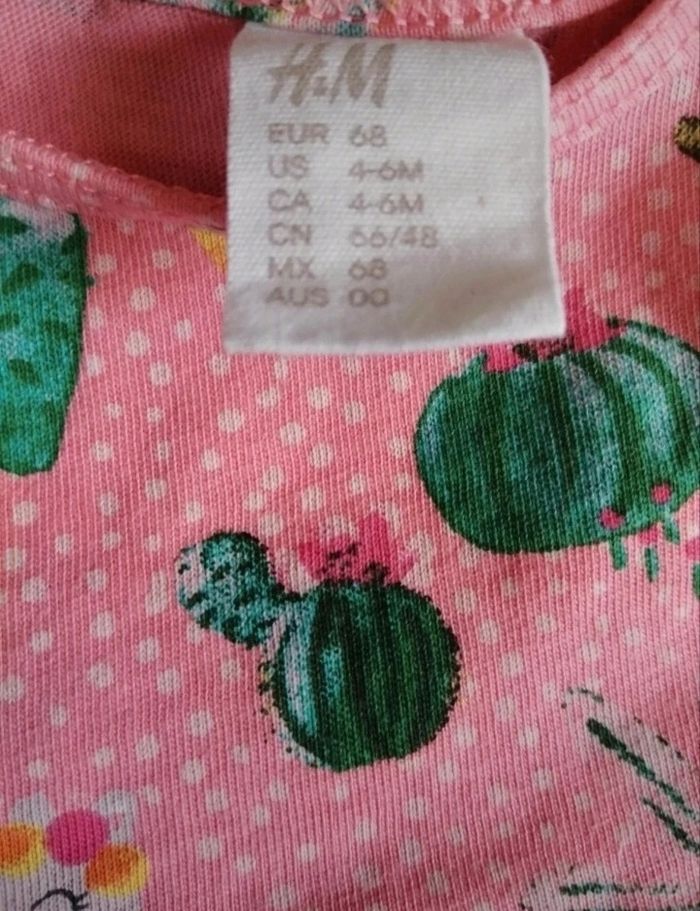 H&M
EUR 68
US 4-6M
CA 4-6M
CN 66/48
MX 68
AUS 00